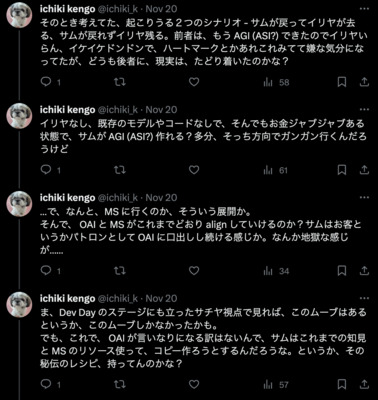 ichiki kengo @ichiki_k · Nov 20
そのとき考えてた、起こりうる２つのシナリオ - サムが戻ってイリヤが去
る、サムが戻れずイリヤ残る。前者は、もう AGI (ASI?) できたのでイリヤい
らん、イケイケドンドンで、ハートマークとかあれこれみてて嫌な気分に
なってたが、どうも後者に、現実は、たどり着いたのかな？
1 58
ichiki kengo @ichiki_k · Nov 20
イリヤなし、既存のモデルやコードなしで、そんでもお金ジャブジャブある
状態で、サムが AGI (ASI?) 作れる？多分、そっち方向でガンガン行くんだろ
うけど
1 61
ichiki kengo @ichiki_k · Nov 20
...で、なんと、MS に行くのか、そういう展開か。
そんで、 OAI と MS がこれまでどおり align していけるのか？サムはお客と
いうかパトロンとして OAI に口出しし続ける感じか。なんか地獄な感じ
が......
1 34
ichiki kengo @ichiki_k · Nov 20
ま、Dev Day のステージにも立ったサチヤ視点で見れば、このムーブはある
というか、このムーブしかなかったかも。
でも、これで、 OAI が言いなりになる訳はないんで、サムはこれまでの知見
と MS のリソース使って、コピー作ろうとするんだろうな。というか、その
秘伝のレシピ、持ってんのかな？
1 57